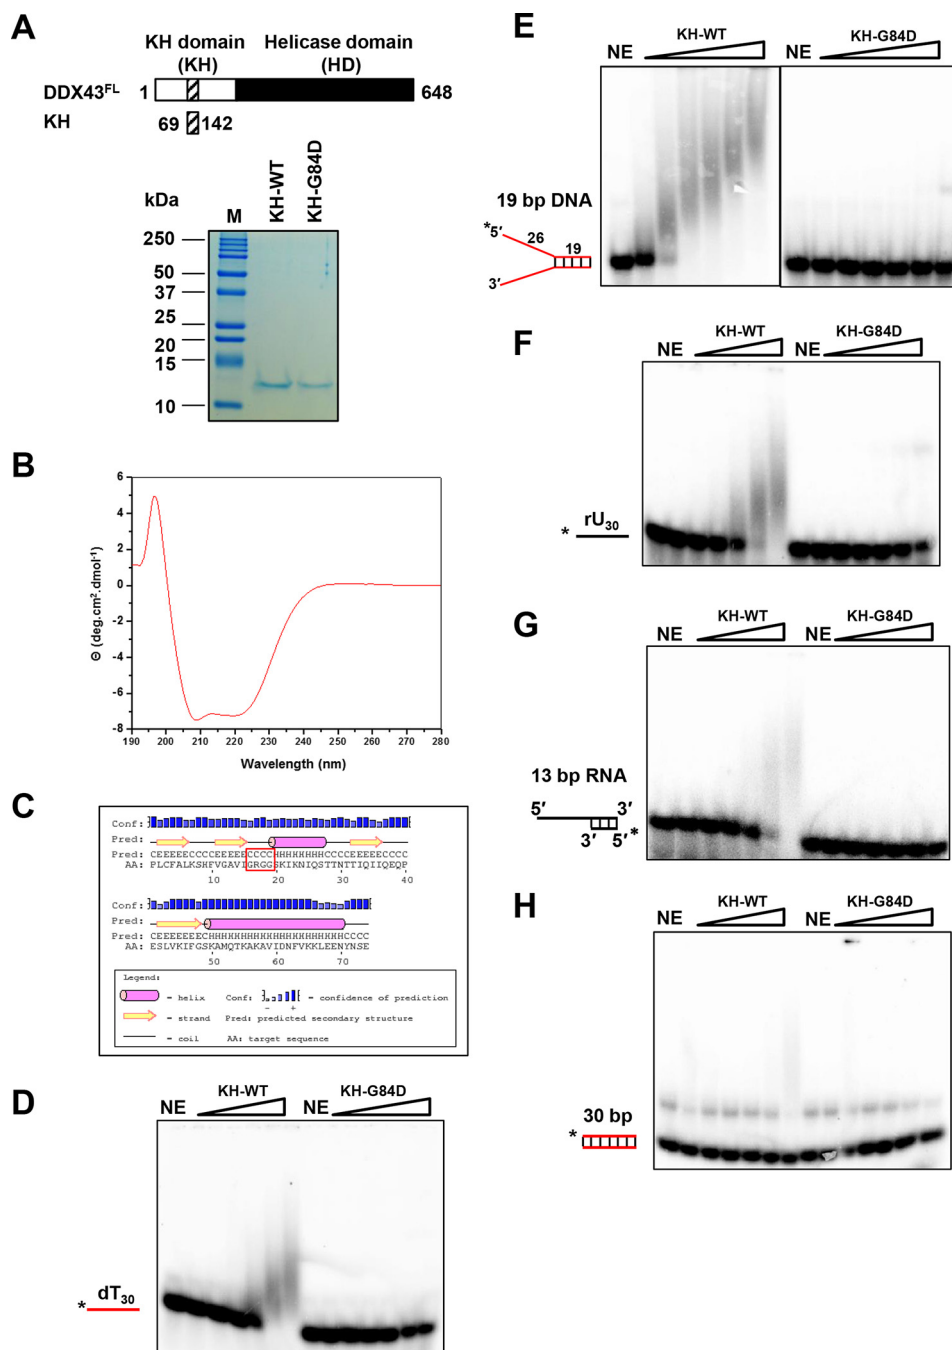 A
KH domain
(KH)
Helicase domain
(HD)
DDX43FL
1
648
KH
69
142
kDa
M
KH-WT
KH-G84D
250
50
37
25
20
15
10
B
6
4
2
0
-2
-4
-6
-8
Θ (deg.cm2.dmol-1)
190 200 210 220 230 240 250 260 270 280
Wavelength (nm)
C
Conf:
Pred:
Pred: CEEEEECCCCEEEEECCCCHHHHHHHHCCCCEEEEECCCC
AA: PLCFALKSHFVGAVIGRGGSKIKNIQSTTNTTIQIIQEQP
10 20 30 40
Conf:
Pred:
Pred: CEEEEEECHHHHHHHHHHHHHHHHHHHHHHCCCC
AA: ESLVKIFGSKAMQTKAKAVIDNFVKKLEENYNSE
50 60 70
Legend:
= helix
Conf:
- +
= confidence of prediction
= strand
Pred: predicted secondary structure
= coil
AA: target sequence
D
NE
KH-WT
NE
KH-G84D
*
dT30
E
NE
KH-WT
KH-G84D
19 bp DNA
*5′
26
19
3′
F
NE
KH-WT
NE
KH-G84D
*
rU30
G
NE
KH-WT
NE
KH-G84D
13 bp RNA
5′
3′
3′
5′*
H
NE
KH-WT
NE
KH-G84D
30 bp
*